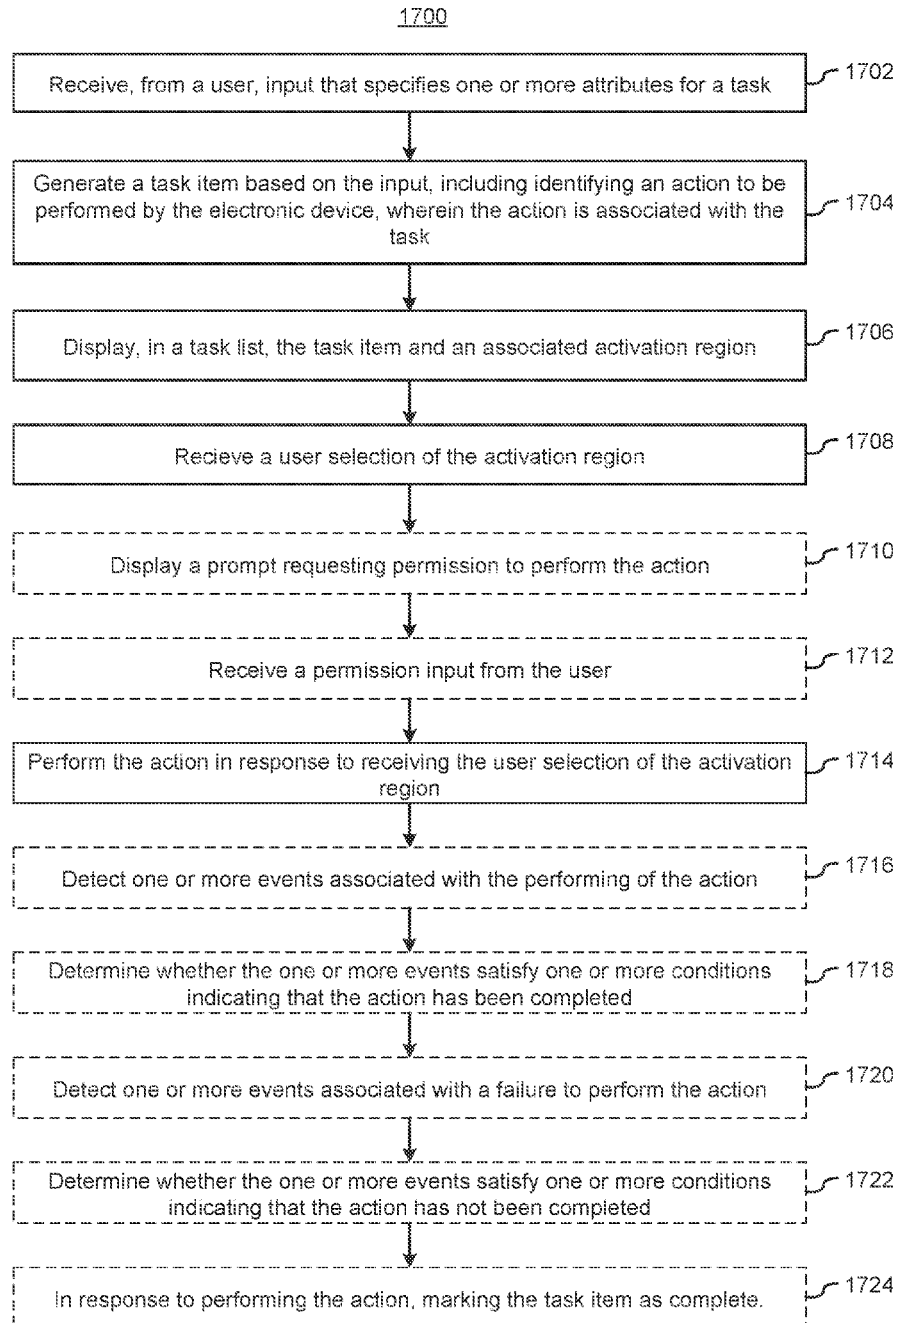 1700
Receive, from a user, input that specifies one or more attributes for a task
1702
Generate a task item based on the input, including identifying an action to be
performed by the electronic device, wherein the action is associated with the
task
1704
Display, in a task list, the task item and an associated activation region
1706
Recieve a user selection of the activation region
1708
Display a prompt requesting permission to perform the action
1710
Receive a permission input from the user
1712
Perform the action in response to receiving the user selection of the activation
region
1714
Detect one or more events associated with the performing of the action
1716
Determine whether the one or more events satisfy one or more conditions
indicating that the action has been completed
1718
Detect one or more events associated with a failure to perform the action
1720
Determine whether the one or more events satisfy one or more conditions
indicating that the action has not been completed
1722
In response to performing the action, marking the task item as complete.
1724